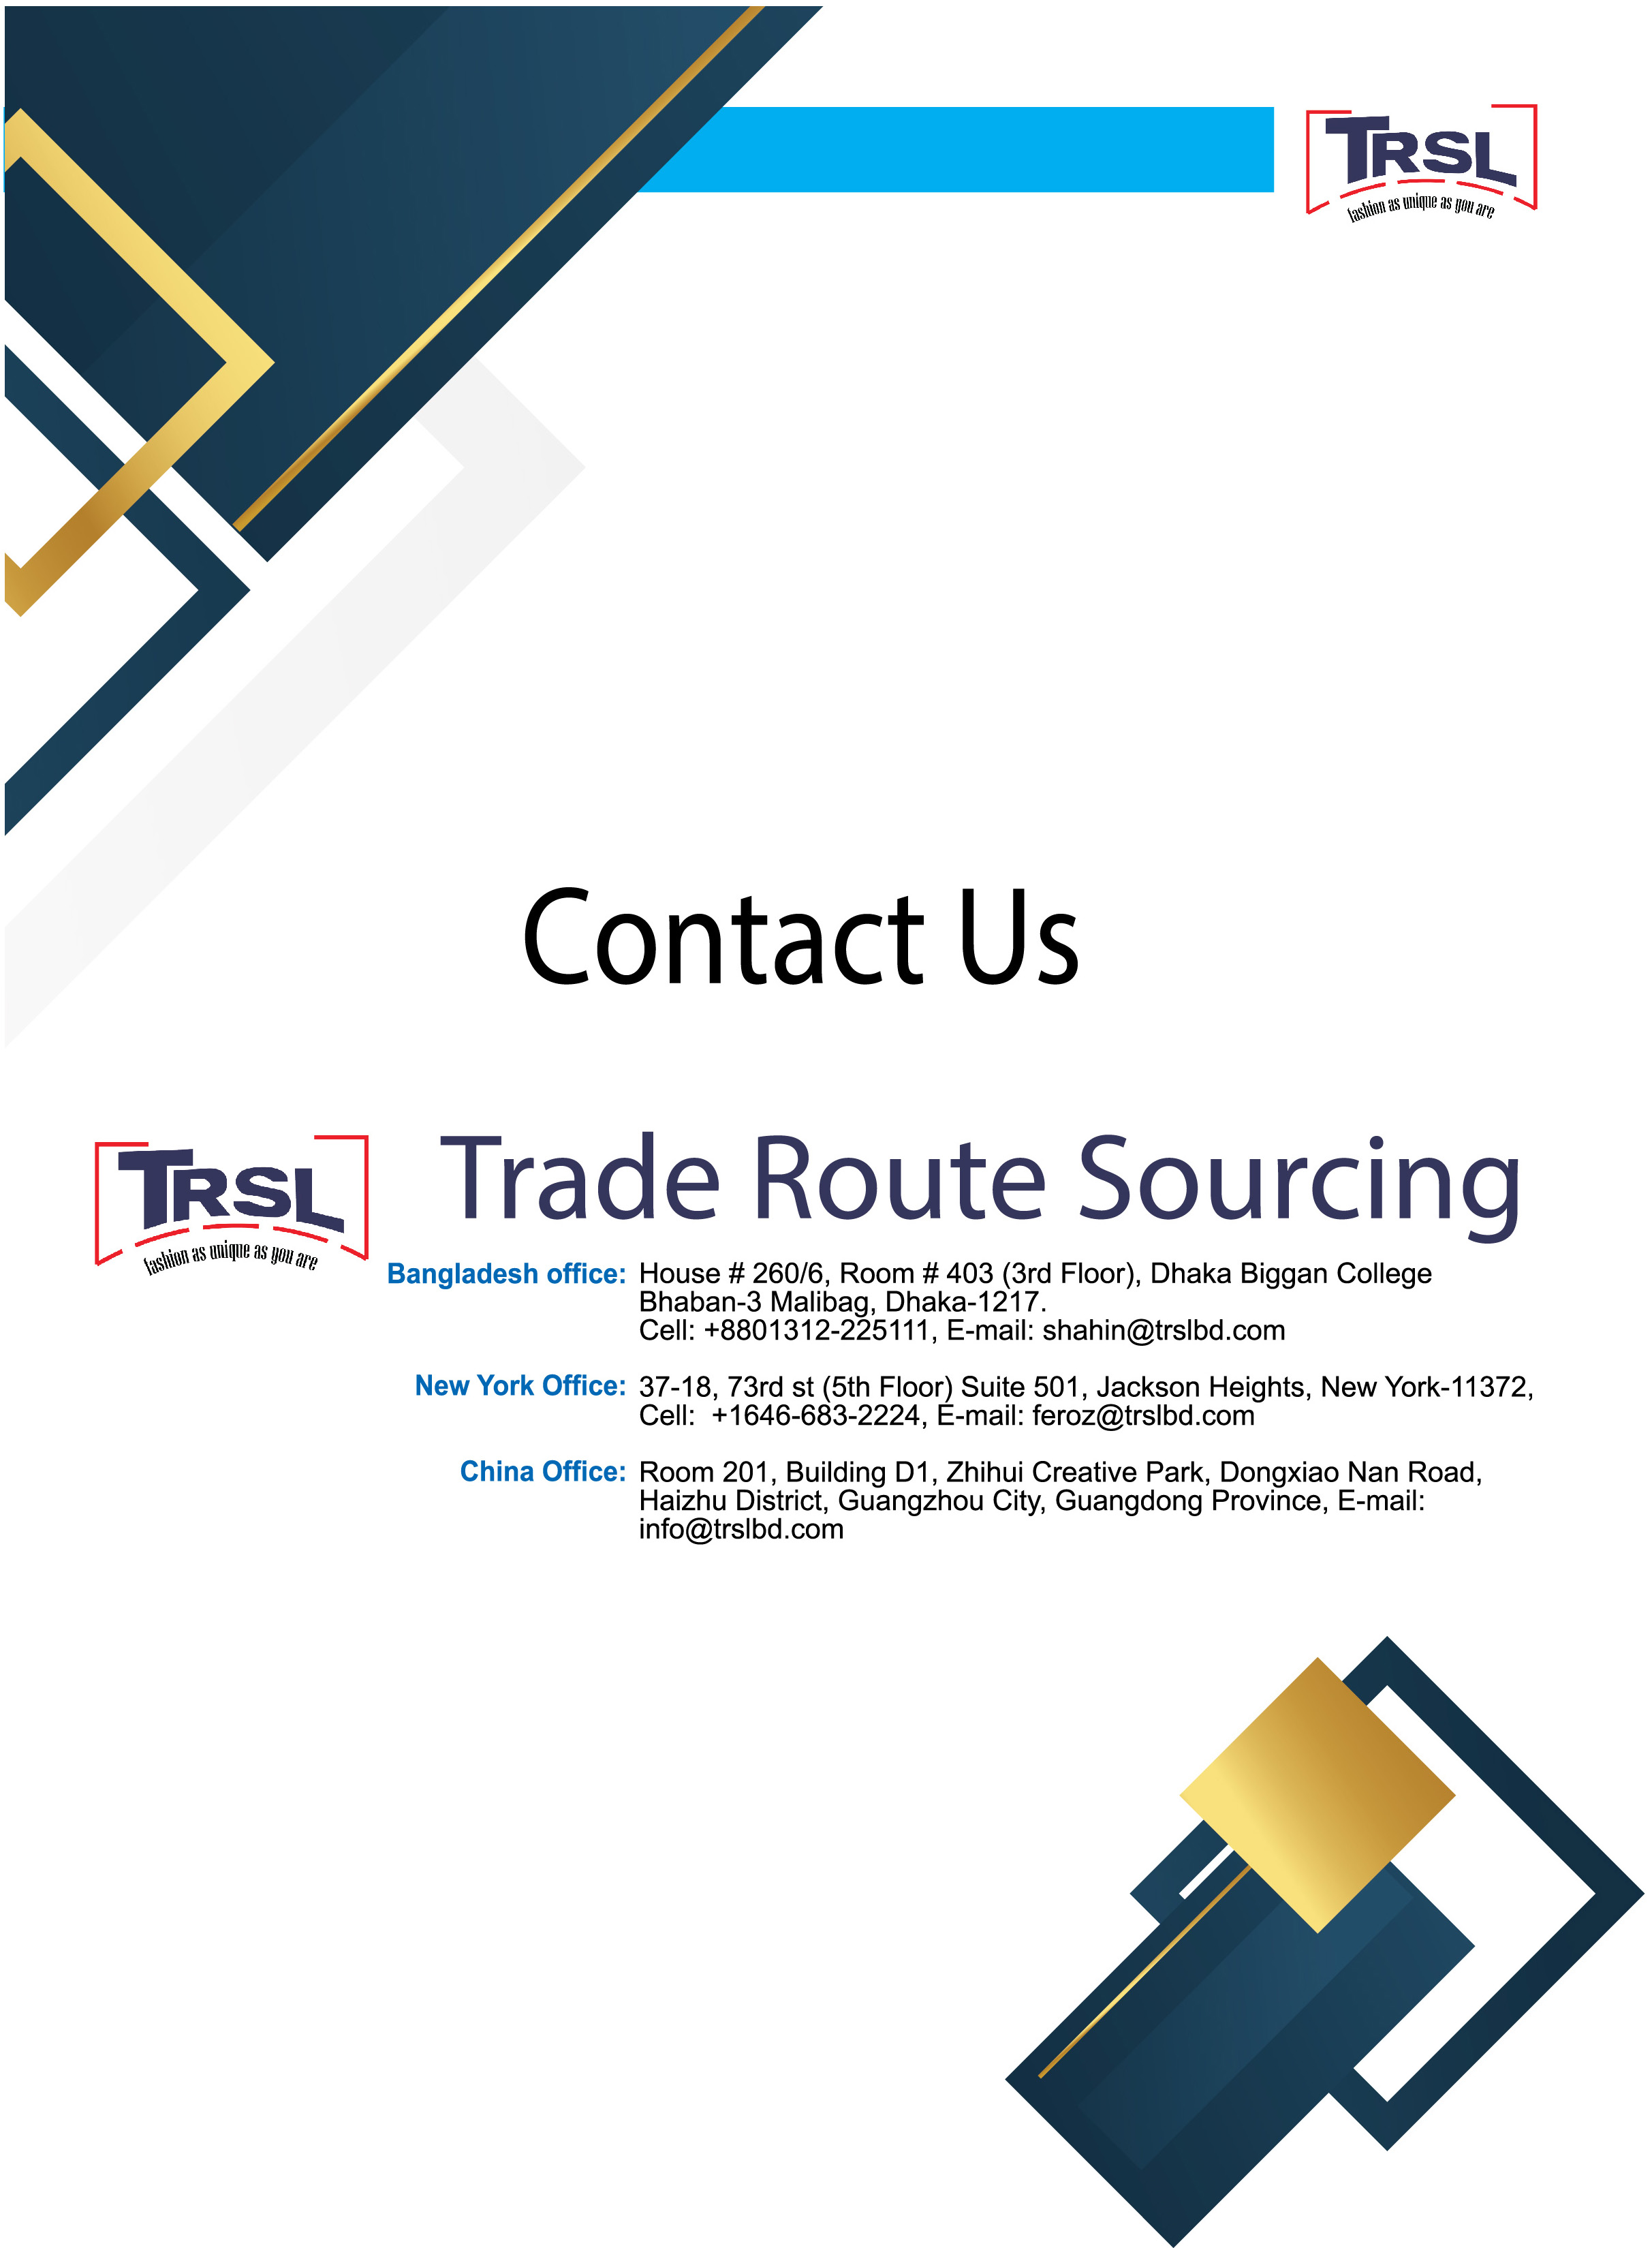 TRSL
fashion as unique as you are
Contact Us
TRSL
fashion as unique as you are
Trade Route Sourcing
Bangladesh office: House # 260/6, Room # 403 (3rd Floor), Dhaka Biggan College
Bhaban-3 Malibag, Dhaka-1217.
Cell: +8801312-225111, E-mail: shahin@trslbd.com
New York Office: 37-18, 73rd st (5th Floor) Suite 501, Jackson Heights, New York-11372,
Cell:  +1646-683-2224, E-mail: feroz@trslbd.com
China Office: Room 201, Building D1, Zhihui Creative Park, Dongxiao Nan Road,
Haizhu District, Guangzhou City, Guangdong Province, E-mail:
info@trslbd.com